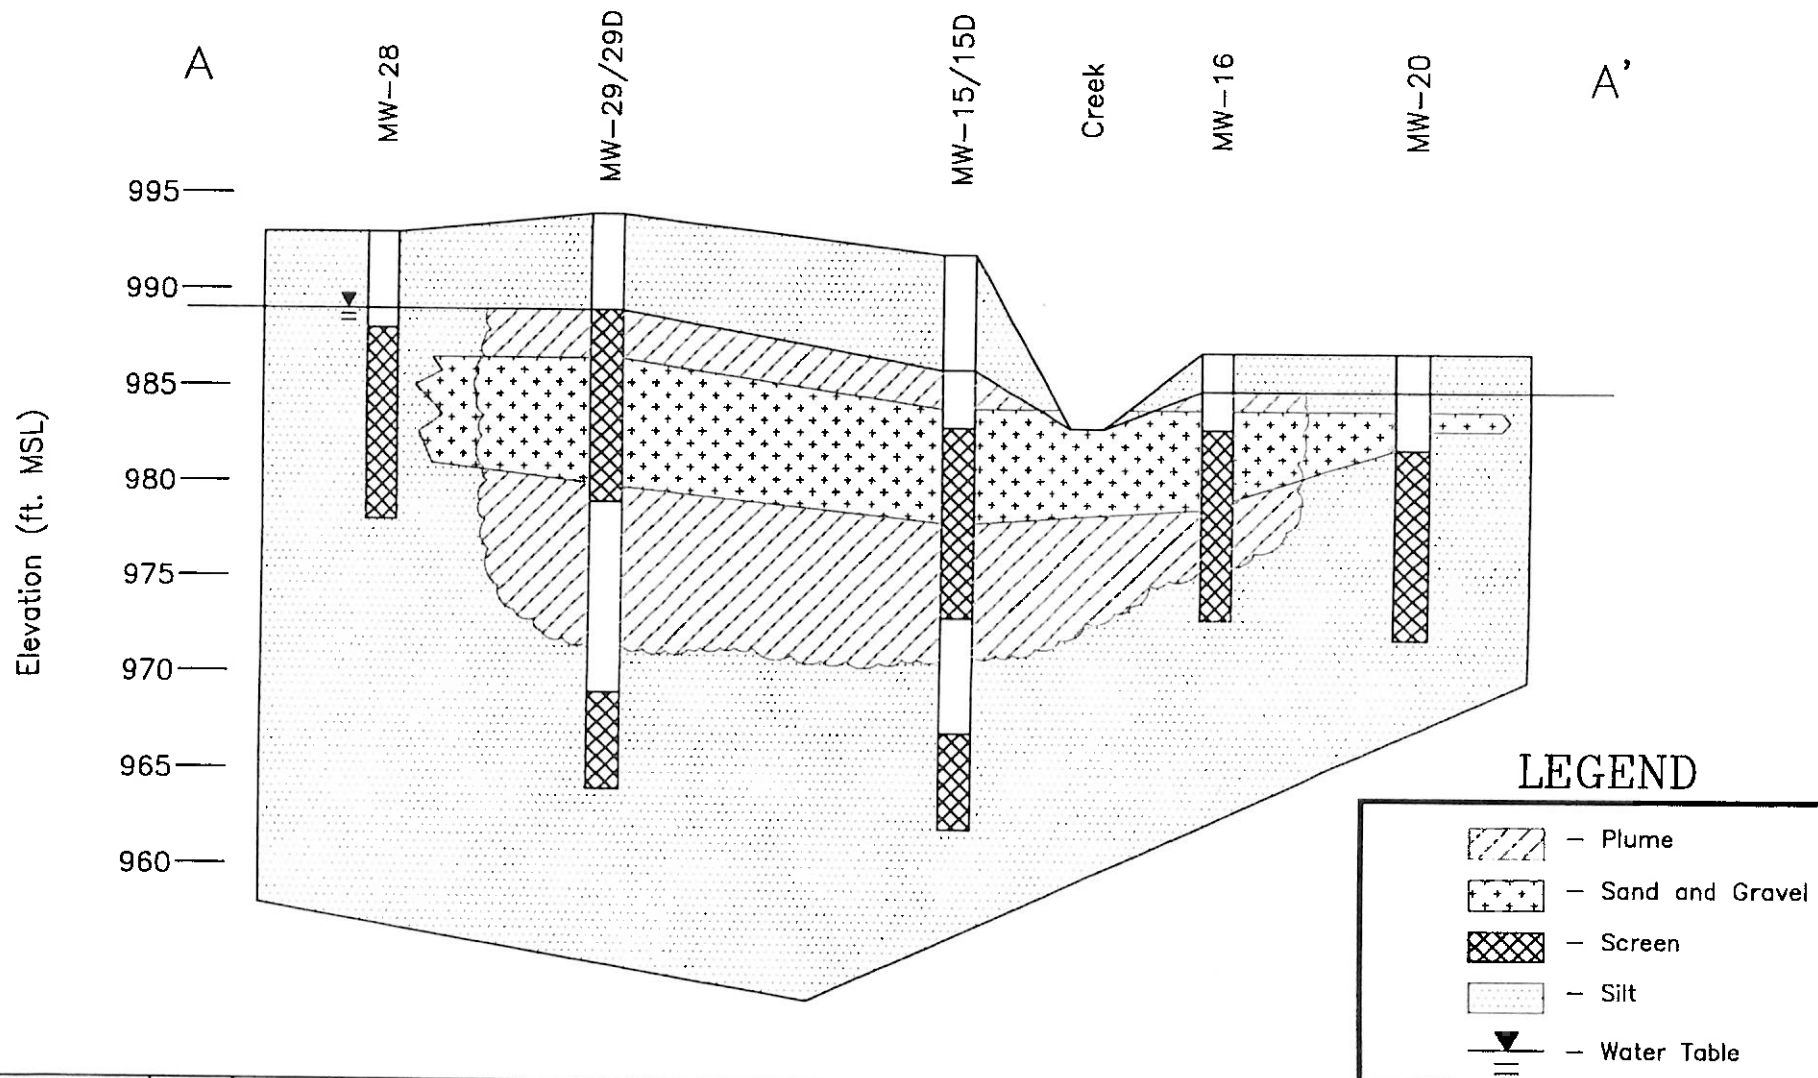 A
MW-28
MW-29/29D
MW-15/15D
Creek
MW-16
MW-20
A'
Elevation (ft. MSL)
995
990
985
980
975
970
965
960
LEGEND
- Plume
- Sand and Gravel
- Screen
- Silt
- Water Table